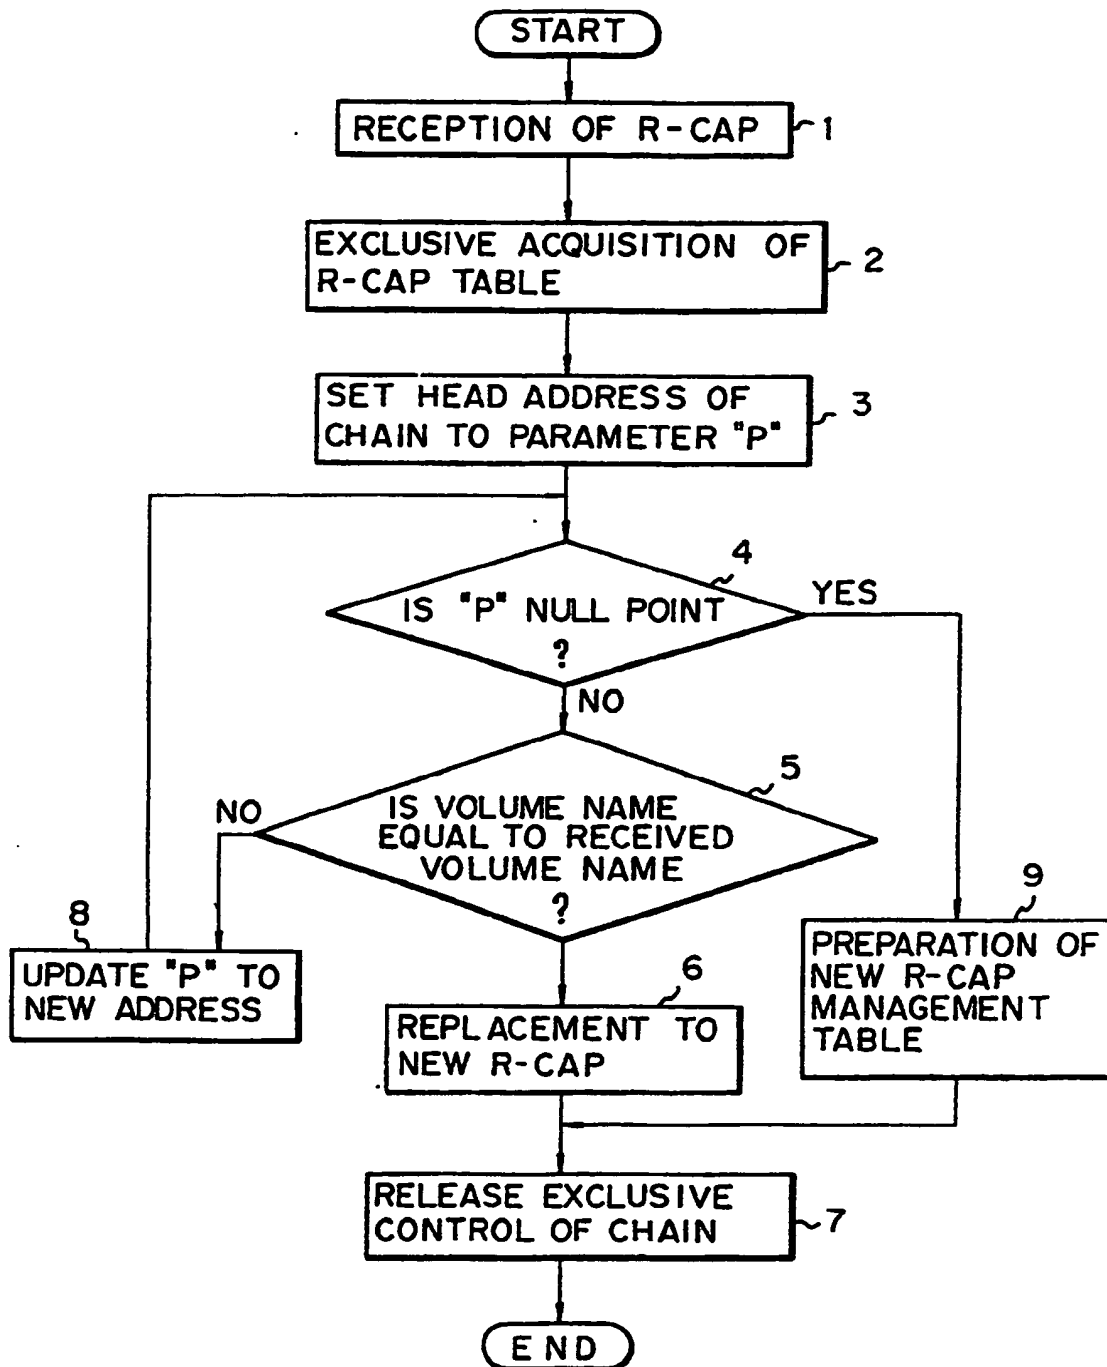 START
RECEPTION OF R-CAP
1
EXCLUSIVE ACQUISITION OF
R-CAP TABLE
2
SET HEAD ADDRESS OF
CHAIN TO PARAMETER "P"
3
4
IS "P" NULL POINT
?
YES
NO
5
IS VOLUME NAME
EQUAL TO RECEIVED
VOLUME NAME
?
NO
8
UPDATE "P" TO
NEW ADDRESS
6
REPLACEMENT TO
NEW R-CAP
9
PREPARATION OF
NEW R-CAP
MANAGEMENT
TABLE
RELEASE EXCLUSIVE
CONTROL OF CHAIN
7
END